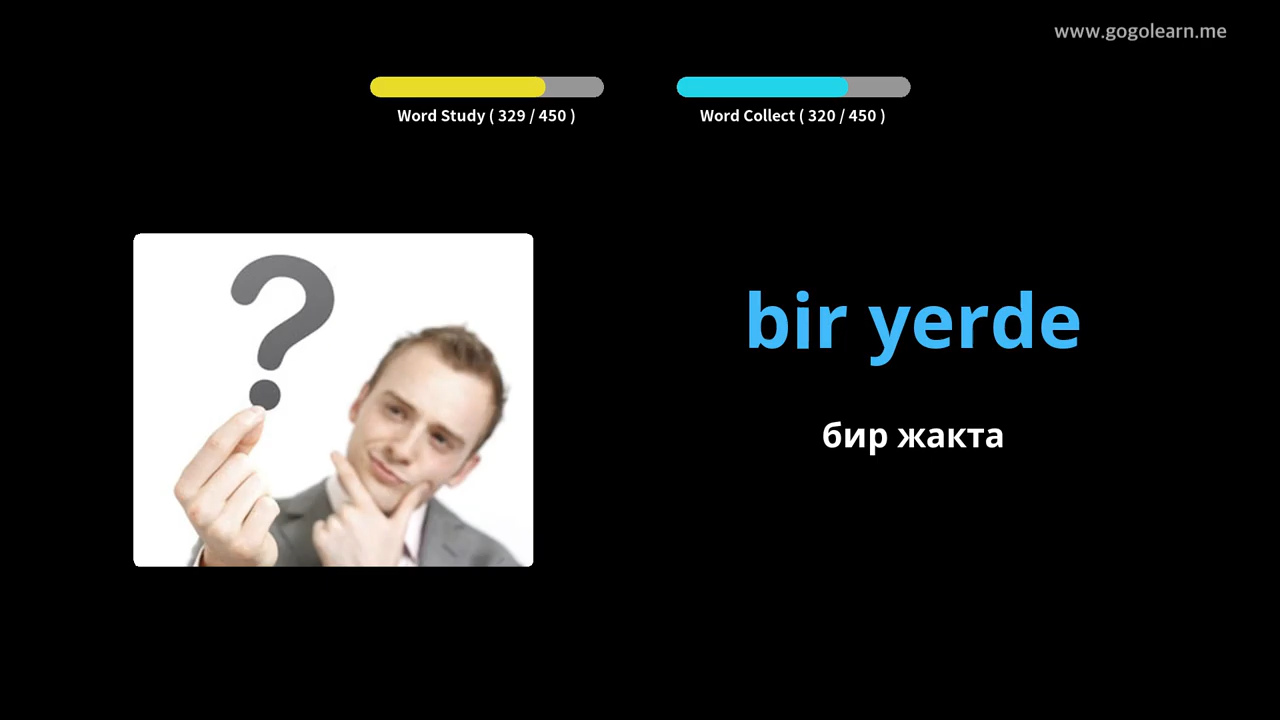 www.gogolearn.me
Word Study ( 329 / 450 )
Word Collect ( 320 / 450 )
?
bir yerde
бир жакта